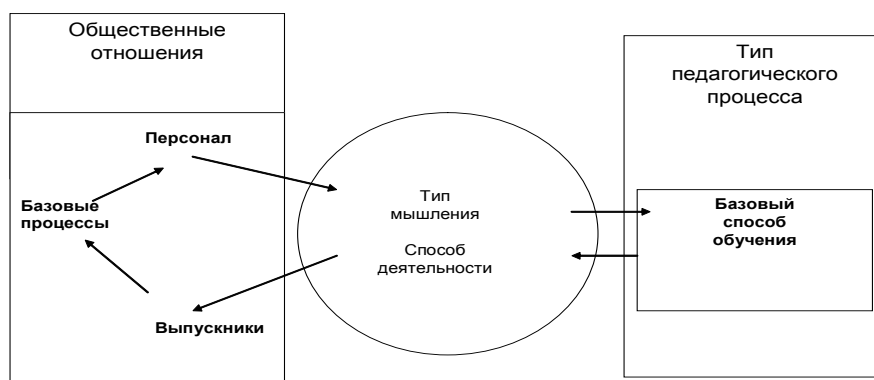 Общественные
отношения
Персонал
Базовые
процессы
Выпускники
Тип
мышления
Способ
деятельности
Тип
педагогического
процесса
Базовый
способ
обучения